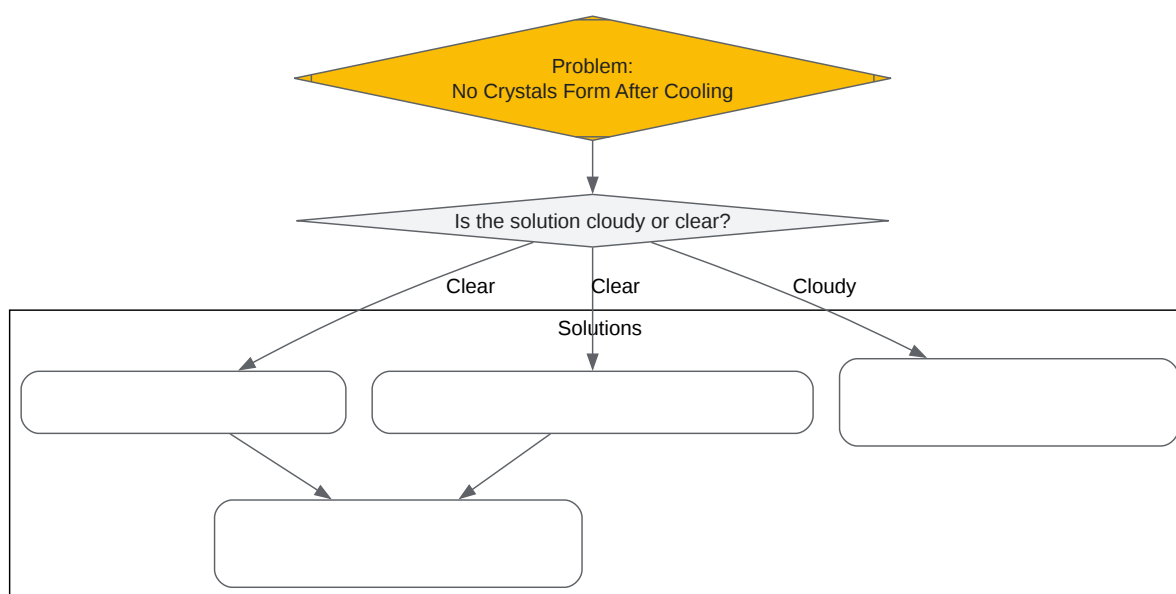 Problem:
No Crystals Form After Cooling
Is the solution cloudy or clear?
Clear
Clear
Cloudy
Solutions